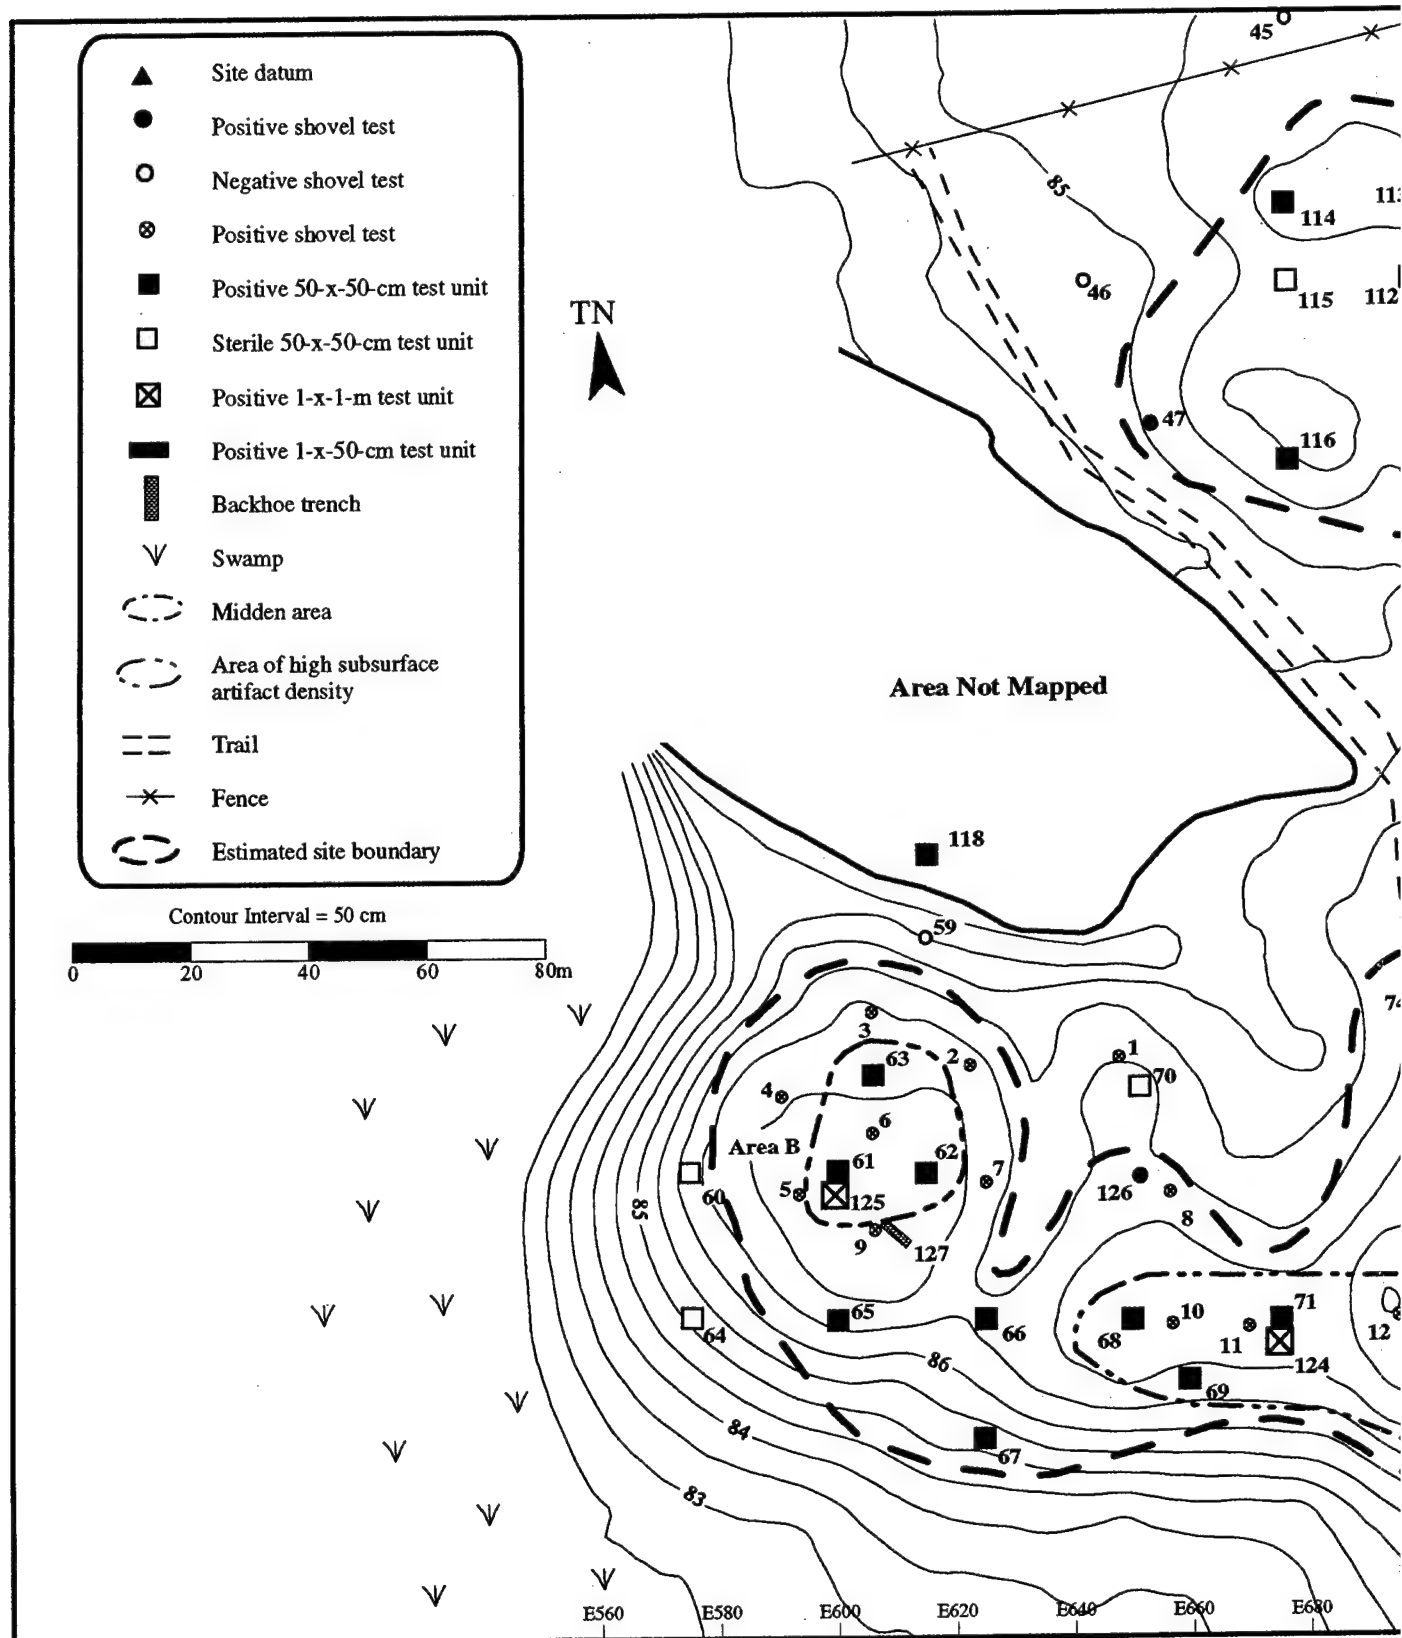 Site datum
Positive shovel test
Negative shovel test
Positive shovel test
Positive 50-x-50-cm test unit
Sterile 50-x-50-cm test unit
Positive 1-x-1-m test unit
Positive 1-x-50-cm test unit
Backhoe trench
Swamp
Midden area
Area of high subsurface
artifact density
Trail
Fence
Estimated site boundary
Contour Interval = 50 cm
0 20 40 60 80m
TN
45
85
114
46
115
112
47
116
Area Not Mapped
118
59
3
2
1
63
70
4
6
Area B
61
62
7
5
125
60
126
8
85
9
127
65
66
64
68
10
71
11
12
124
86
69
84
67
83
E560 E580 E600 E620 E640 E660 E680